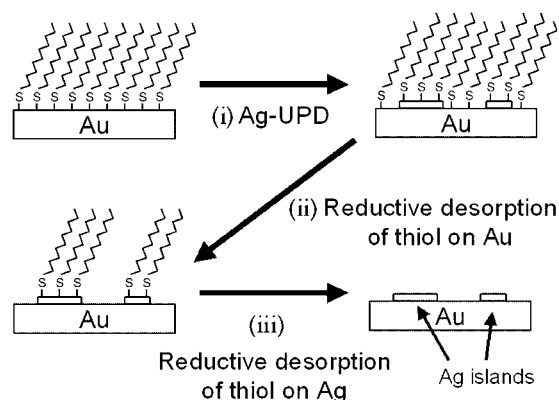 S S S S S S S S S
Au
(i) Ag-UPD
S S S S S S S S S
Au
(ii) Reductive desorption
of thiol on Au
S S S S S
Au
(iii)
Reductive desorption
of thiol on Ag
Au
Ag islands